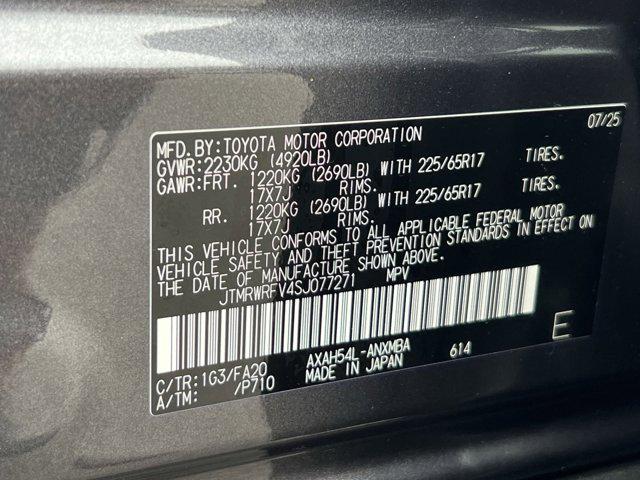 07/25
MFD. BY: TOYOTA MOTOR CORPORATION
GVWR: 2230KG (4920LB)
GAWR: FRT. 1220KG (2690LB) WITH 225/65R17 TIRES.
17X7J RIMS.
RR. 1220KG (2690LB) WITH 225/65R17 TIRES.
17X7J RIMS.
THIS VEHICLE CONFORMS TO ALL APPLICABLE FEDERAL MOTOR
VEHICLE SAFETY AND THEFT PREVENTION STANDARDS IN EFFECT ON
THE DATE OF MANUFACTURE SHOWN ABOVE.
JTMRWRFV4SJ077271 MPV
E
C/TR: 1G3/FA20 AXAH54L-ANXMBA 614
A/TM: /P710 MADE IN JAPAN